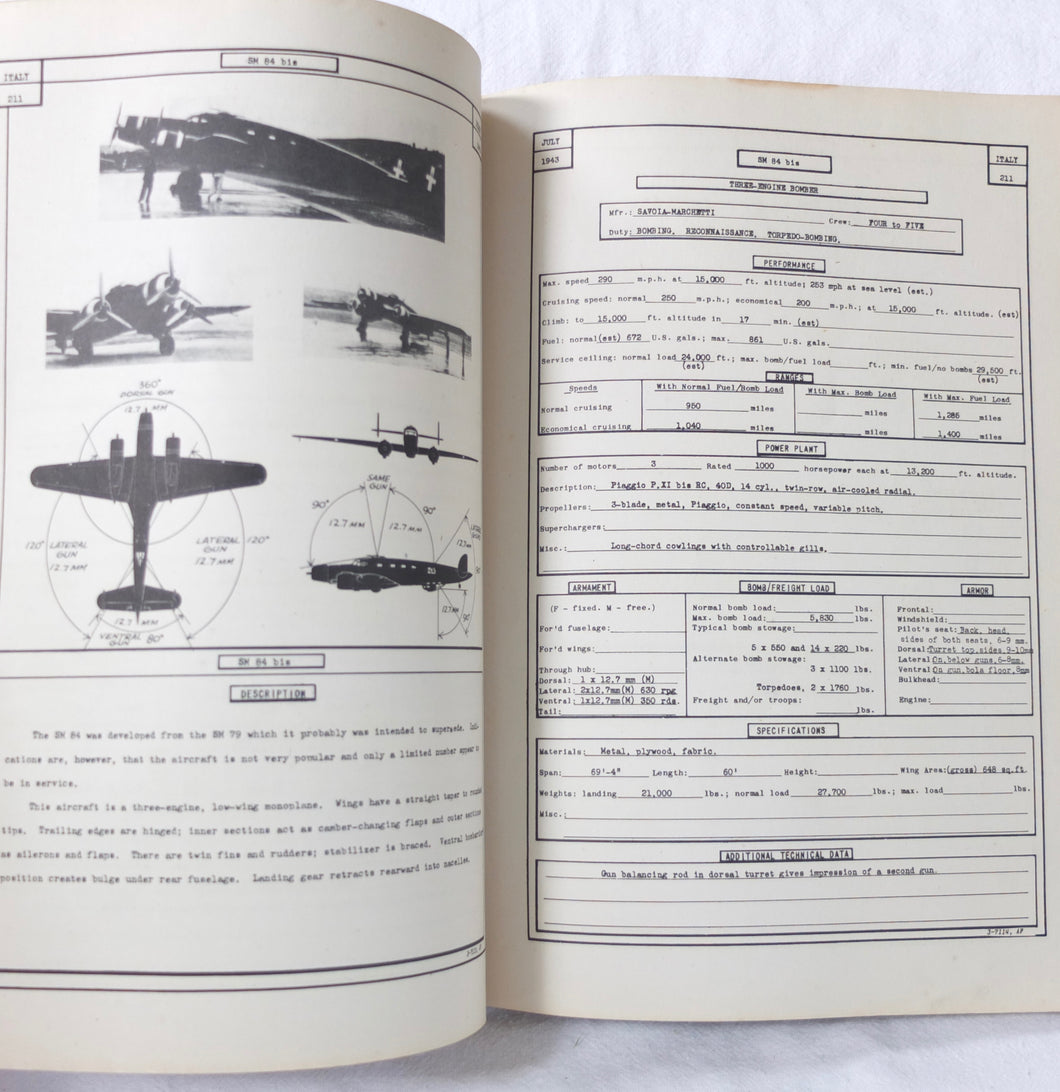 ITALY
211
SM 84 bis
360°
DORSAL GUN
12.7 MM
120° LATERAL
GUN
12.7 MM
LATERAL 120°
GUN
12.7 MM
12.7 MM
VENTRAL 80°
GUN
SAME
GUN
90°
90°
12.7 MM
12.7 MM
12.7 MM
90°
SM 84 bis
DESCRIPTION
The SM 84 was developed from the SM 79 which it probably was intended to supersede. Indi-
cations are, however, that the aircraft is not very popular and only a limited number appear to
be in service.
This aircraft is a three-engine, low-wing monoplane. Wings have a straight taper to rounded
tips. Trailing edges are hinged; inner sections act as camber-changing flaps and outer sections
as ailerons and flaps. There are twin fins and rudders; stabilizer is braced. Ventral
position creates bulge under rear fuselage. Landing gear retracts rearward into nacelles.
JULY
1943
SM 84 bis
ITALY
211
THREE-ENGINE BOMBER
Mfr.: SAVOIA-MARCHETTI Crew: FOUR to FIVE
Duty: BOMBING, RECONNAISSANCE, TORPEDO-BOMBING.
PERFORMANCE
Max. speed 290 m.p.h. at 15,000 ft. altitude; 253 mph at sea level (est.)
Cruising speed: normal 250 m.p.h.; economical 200 m.p.h.; at 15,000 ft. altitude. (est)
Climb: to 15,000 ft. altitude in 17 min. (est)
Fuel: normal(est) 672 U.S. gals.; max. 861 U.S. gals.
Service ceiling: normal load 24,000 ft.; max. bomb/fuel load ft.; min. fuel/no bombs 29,500 ft.
(est) (est)
RANGES
Speeds With Normal Fuel/Bomb Load With Max. Bomb Load With Max. Fuel Load
Normal cruising 950 miles miles 1,285 miles
Economical cruising 1,040 miles miles 1,400 miles
POWER PLANT
Number of motors 3 Rated 1000 horsepower each at 13,200 ft. altitude.
Description: Piaggio P.XI bis RC, 40D, 14 cyl., twin-row, air-cooled radial.
Propellers: 3-blade, metal, Piaggio, constant speed, variable pitch.
Superchargers:
Misc.: Long-chord cowlings with controllable gills.
ARMAMENT
(F - fixed. M - free.)
For'd fuselage:
For'd wings:
Through hub:
Dorsal: 1 x 12.7 mm (M)
Lateral: 2x12.7mm(M) 630 rpg
Ventral: 1x12.7mm(M) 350 rds.
Tail:
BOMB/FREIGHT LOAD
Normal bomb load: lbs.
Max. bomb load: 5,830 lbs.
Typical bomb stowage:
5 x 550 and 14 x 220 lbs.
Alternate bomb stowage:
3 x 1100 lbs.
Torpedoes, 2 x 1760 lbs.
Freight and/or troops:
lbs.
ARMOR
Frontal:
Windshield:
Pilot's seat: Back, head,
sides of both seats, 6-9 mm.
Dorsal: Turret top, sides, 9-10mm
Lateral On, below guns, 6-8mm.
Ventral On gun, bola floor, 8mm
Bulkhead:
Engine:
SPECIFICATIONS
Materials: Metal, plywood, fabric.
Span: 69'-4" Length: 60' Height: Wing Area:(gross) 648 sq.ft.
Weights: landing 21,000 lbs.; normal load 27,700 lbs.; max. load lbs.
Misc.:
ADDITIONAL TECHNICAL DATA
Gun balancing rod in dorsal turret gives impression of a second gun.